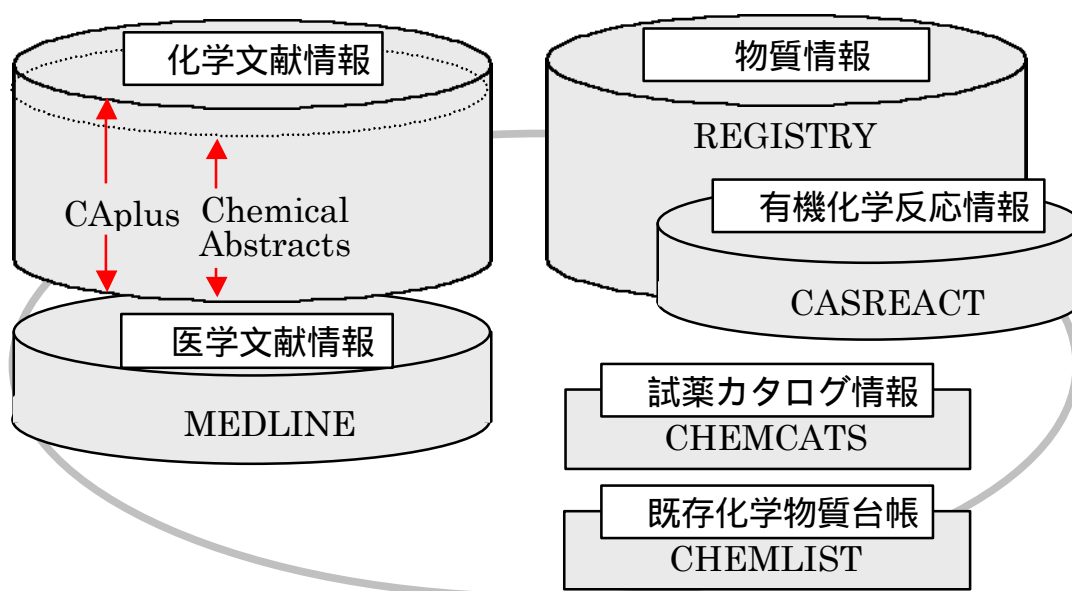 化学文献情報
CAplus
Chemical
Abstracts
医学文献情報
MEDLINE
物質情報
REGISTRY
有機化学反応情報
CASREACT
試薬カタログ情報
CHEMCATS
既存化学物質台帳
CHEMLIST